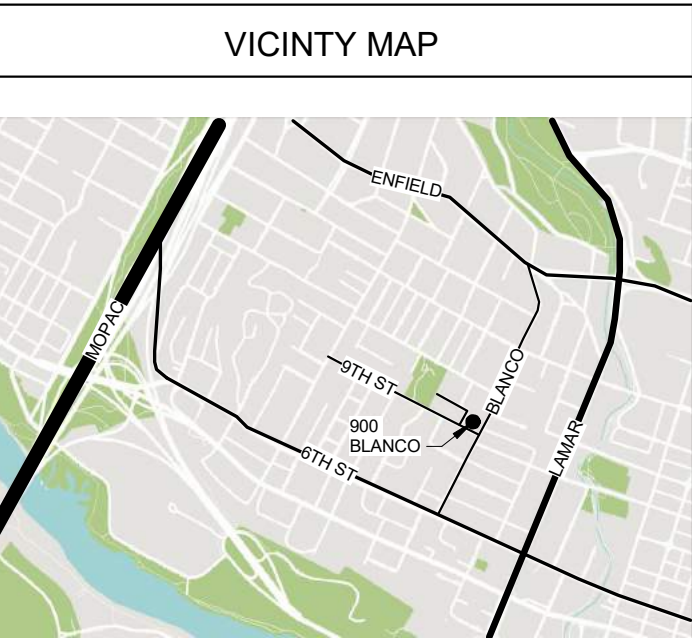 VICINTY MAP
ENFIELD
MOPAC
9TH ST
BLANCO
900
BLANCO
6TH ST
LAMAR